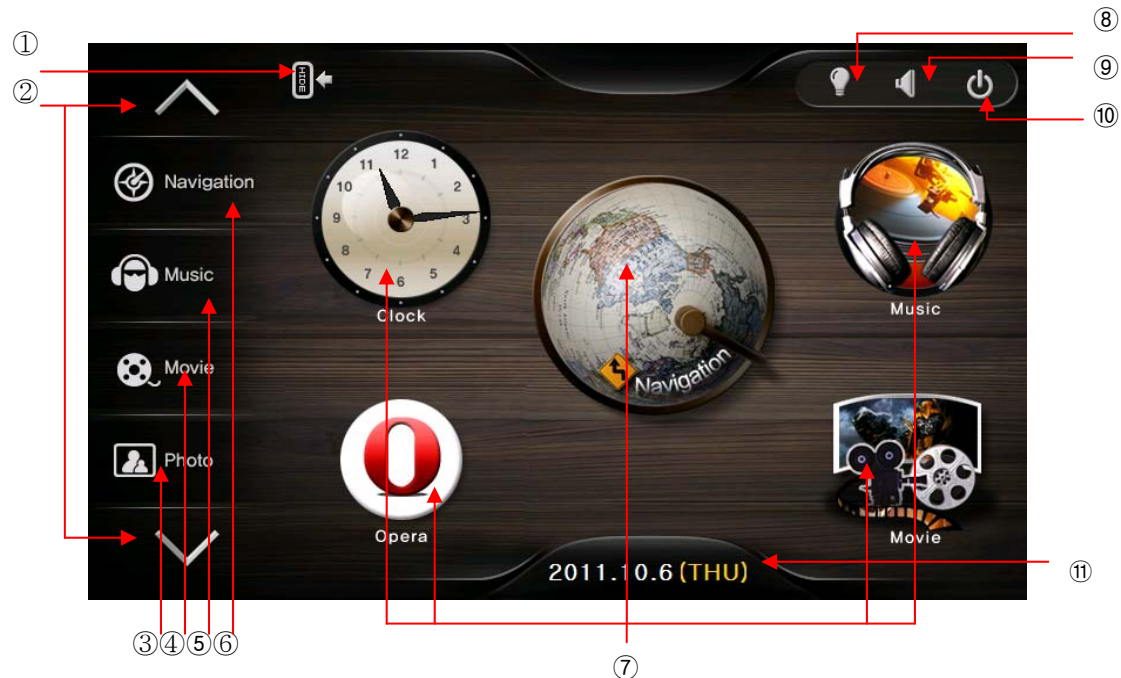 ①
②
⑧
⑨
⑩
HIDE
Navigation
Music
Movie
Photo
12
1
2
3
4
5
6
7
8
9
10
11
Clock
Navigation
Music
Opera
Movie
2011.10.6 (THU)
⑪
③④⑤⑥
⑦